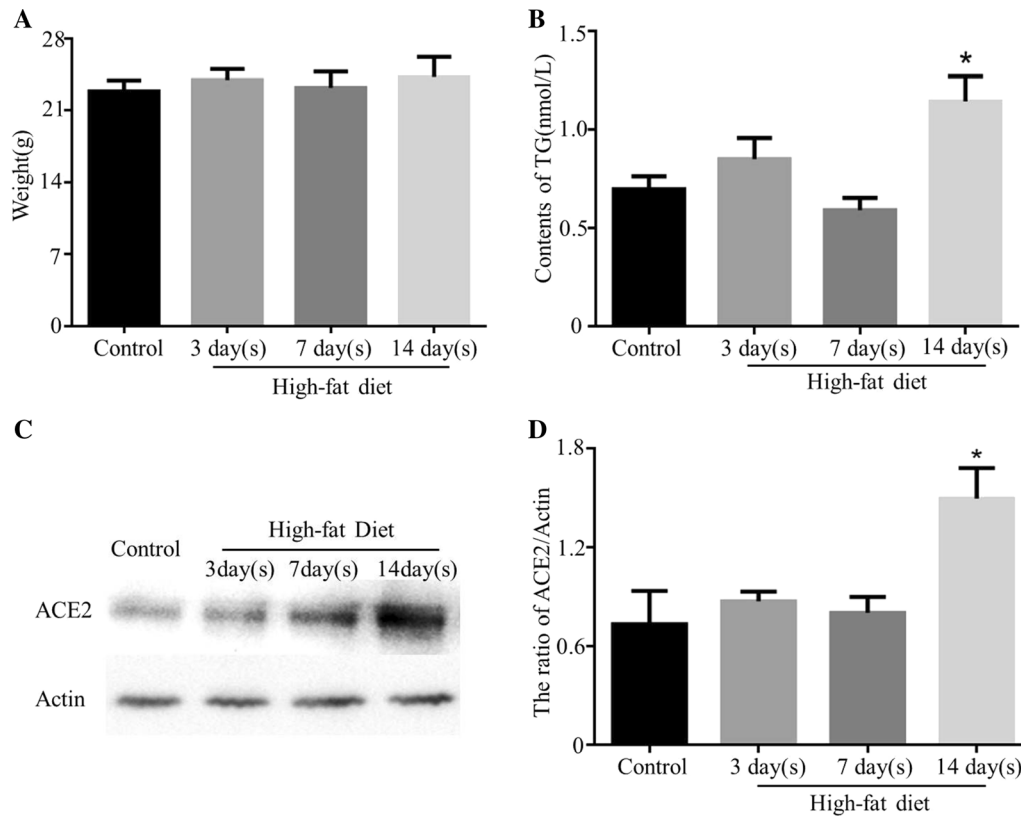 A
28
21
14
7
0
Weight(g)
Control 3 day(s) 7 day(s) 14 day(s)
High-fat diet
B
1.5
1.0
0.5
0
Contents of TG(nmol/L)
*
Control 3 day(s) 7 day(s) 14 day(s)
High-fat diet
C
High-fat Diet
Control
3day(s) 7day(s) 14day(s)
ACE2
Actin
D
1.8
1.2
0.6
0
The ratio of ACE2/Actin
*
Control 3 day(s) 7 day(s) 14 day(s)
High-fat diet